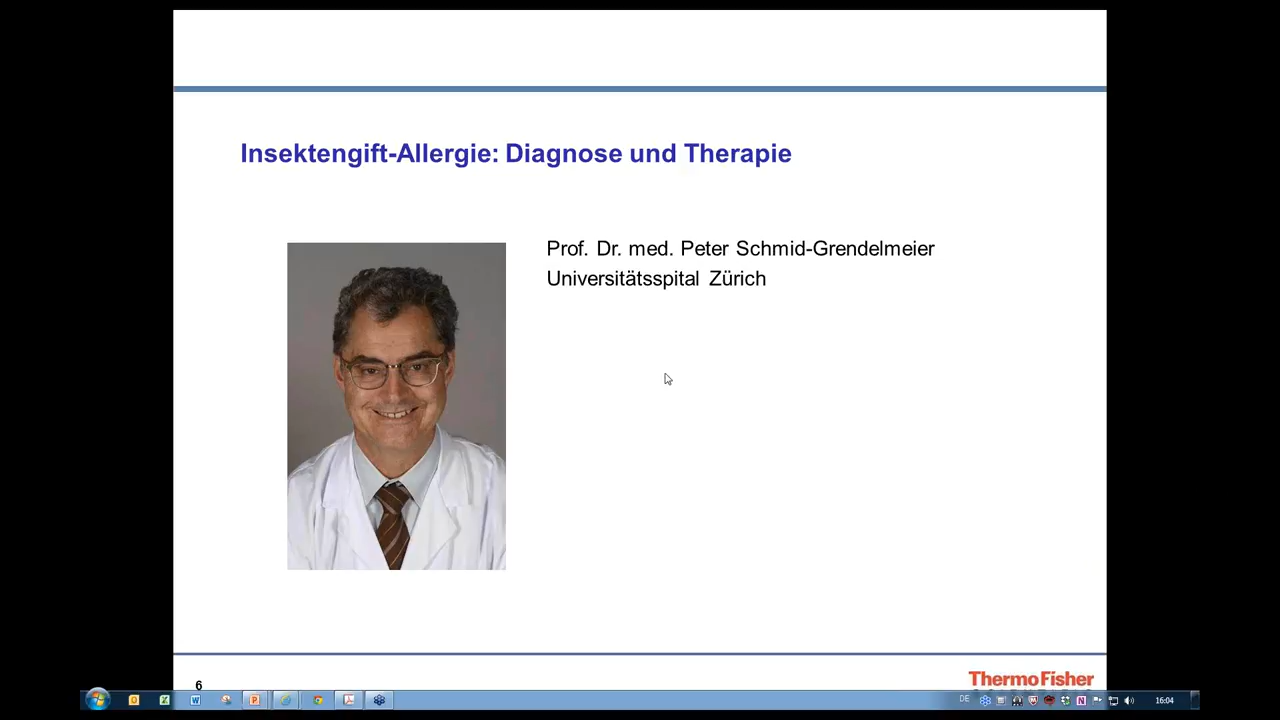 Insektengift-Allergie: Diagnose und Therapie
Prof. Dr. med. Peter Schmid-Grendelmeier
Universitätsspital Zürich
6
ThermoFisher
DE
16:04